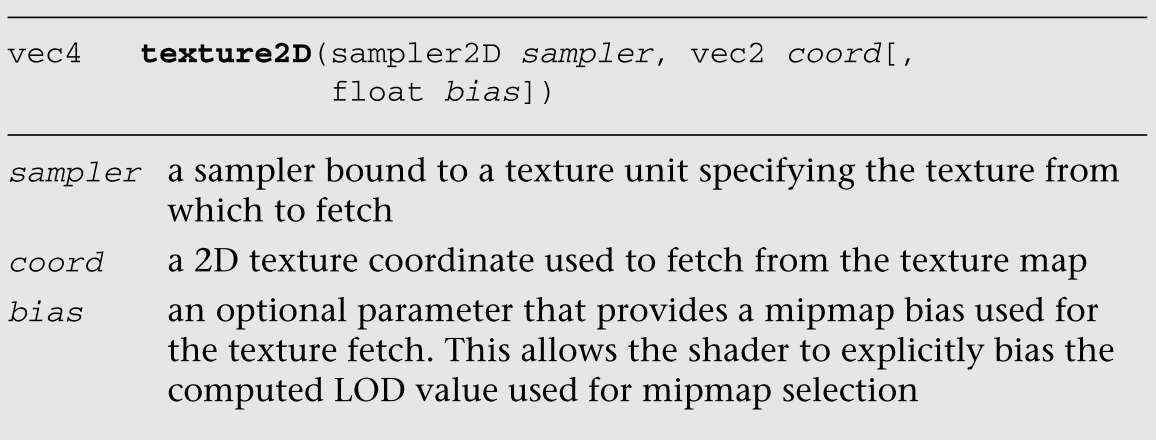 vec4 texture2D(sampler2D sampler, vec2 coord[,
float bias])
sampler a sampler bound to a texture unit specifying the texture from
which to fetch
coord a 2D texture coordinate used to fetch from the texture map
bias an optional parameter that provides a mipmap bias used for
the texture fetch. This allows the shader to explicitly bias the
computed LOD value used for mipmap selection